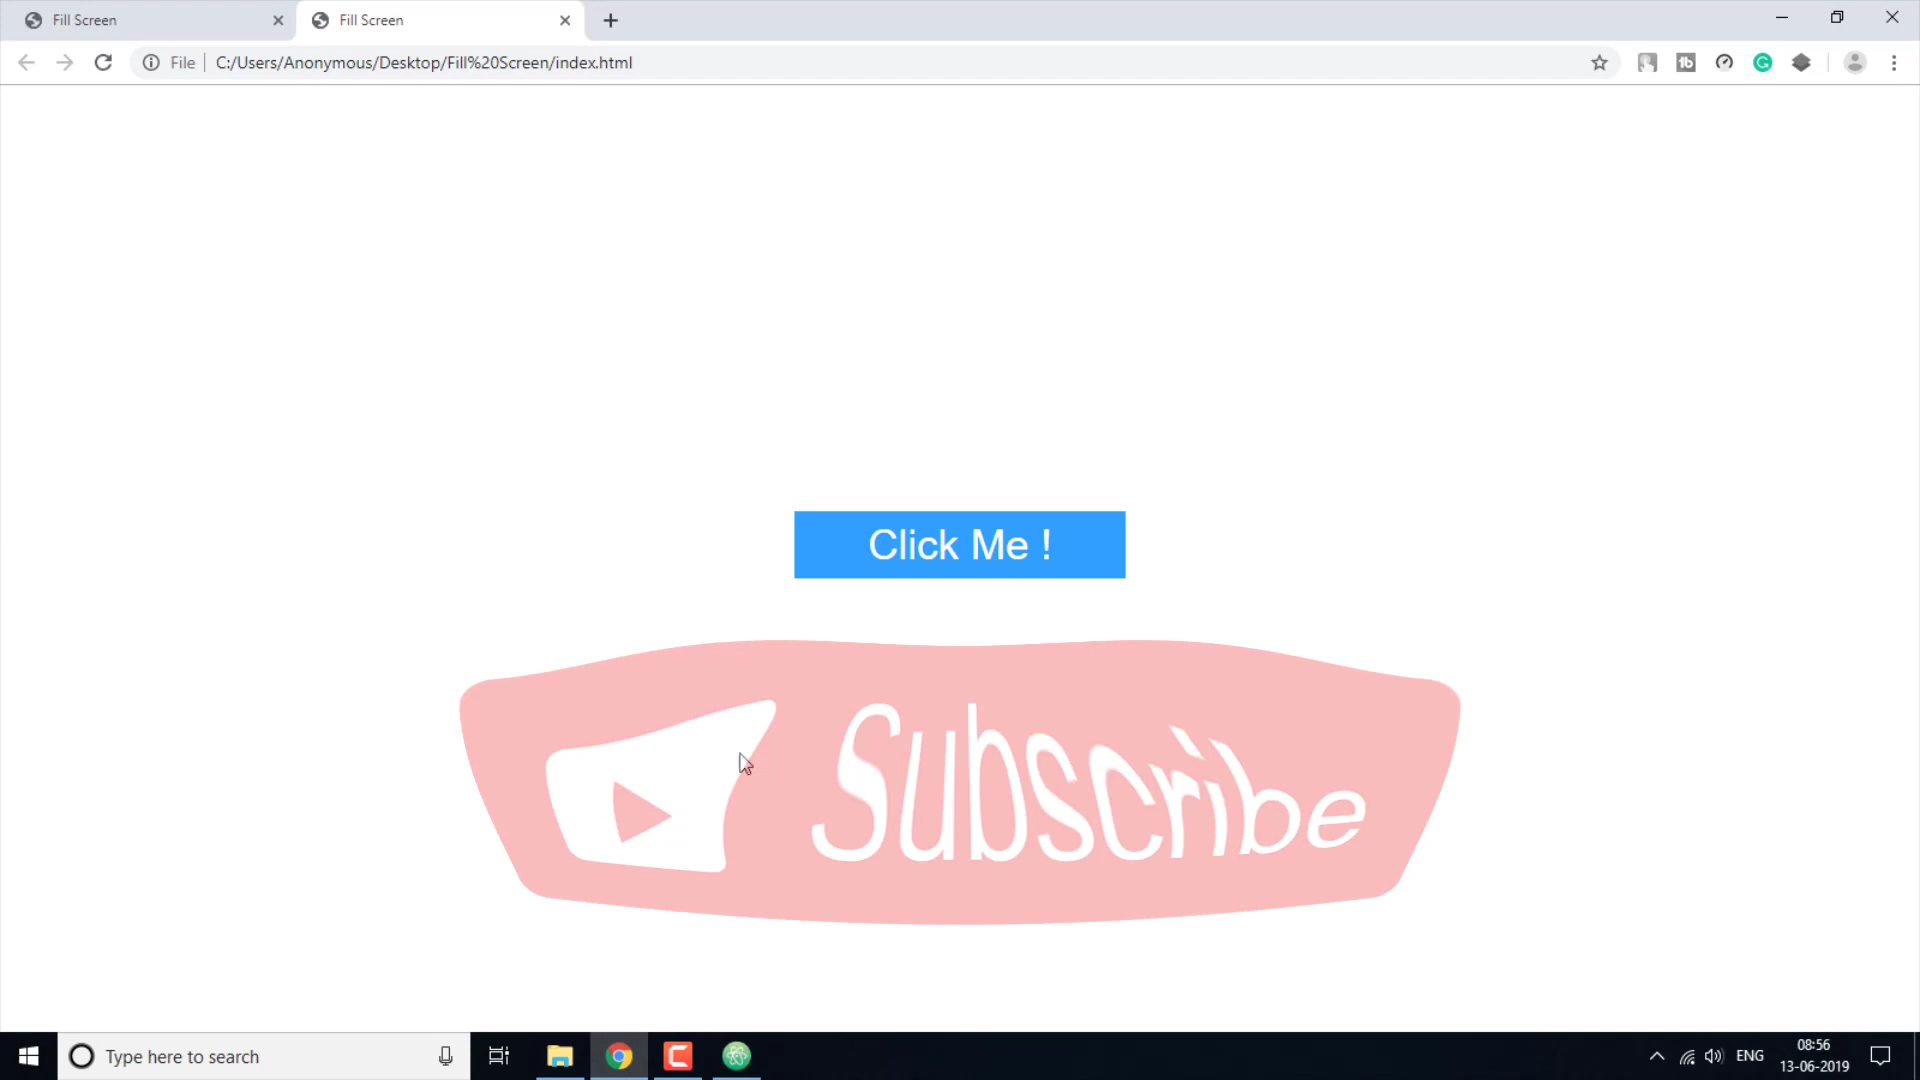 Fill Screen
Fill Screen
File
C:/Users/Anonymous/Desktop/Fill%20Screen/index.html
Click Me !
Subscribe
Type here to search
ENG
08:56
13-06-2019